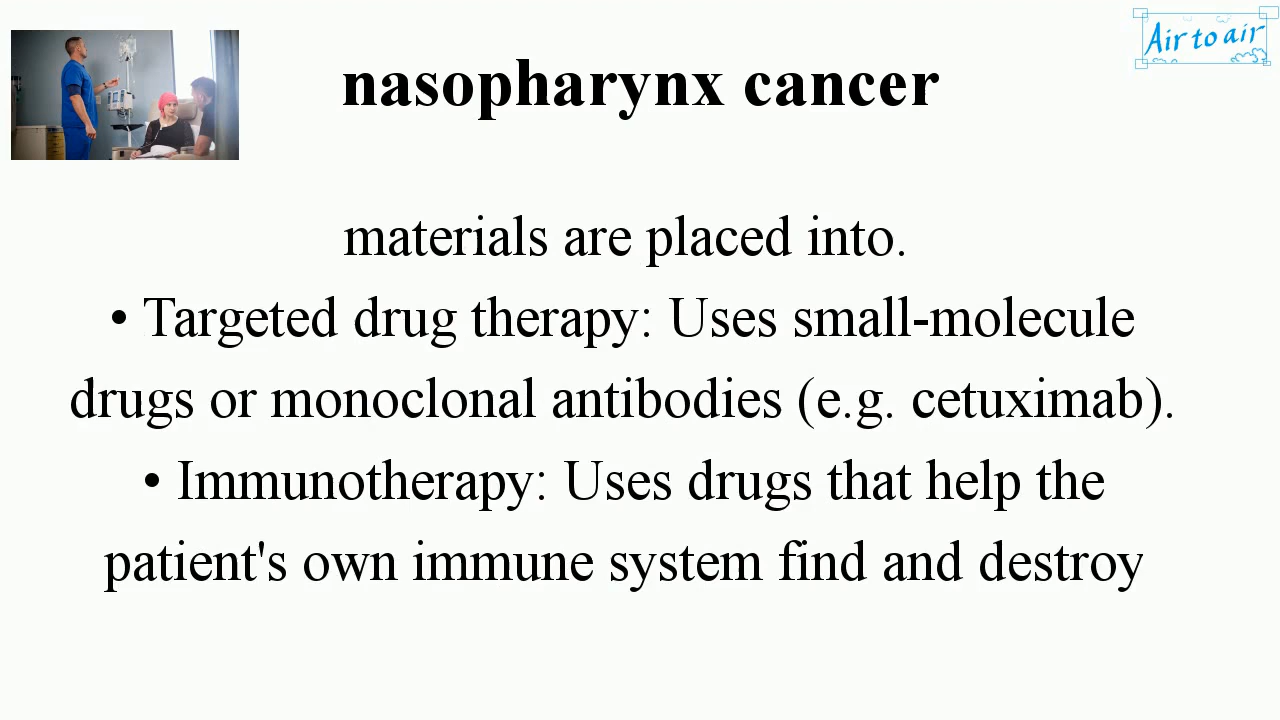 Air to air
nasopharynx cancer
materials are placed into.
• Targeted drug therapy: Uses small-molecule
drugs or monoclonal antibodies (e.g. cetuximab).
• Immunotherapy: Uses drugs that help the
patient's own immune system find and destroy